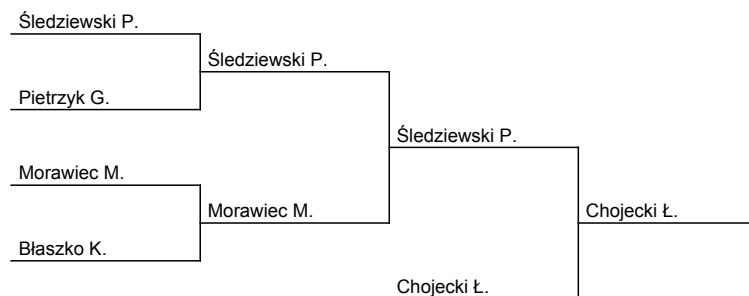 Śledziewski P.
Śledziewski P.
Pietrzyk G.
Śledziewski P.
Morawiec M.
Morawiec M.
Chojecki Ł.
Błaszko K.
Chojecki Ł.